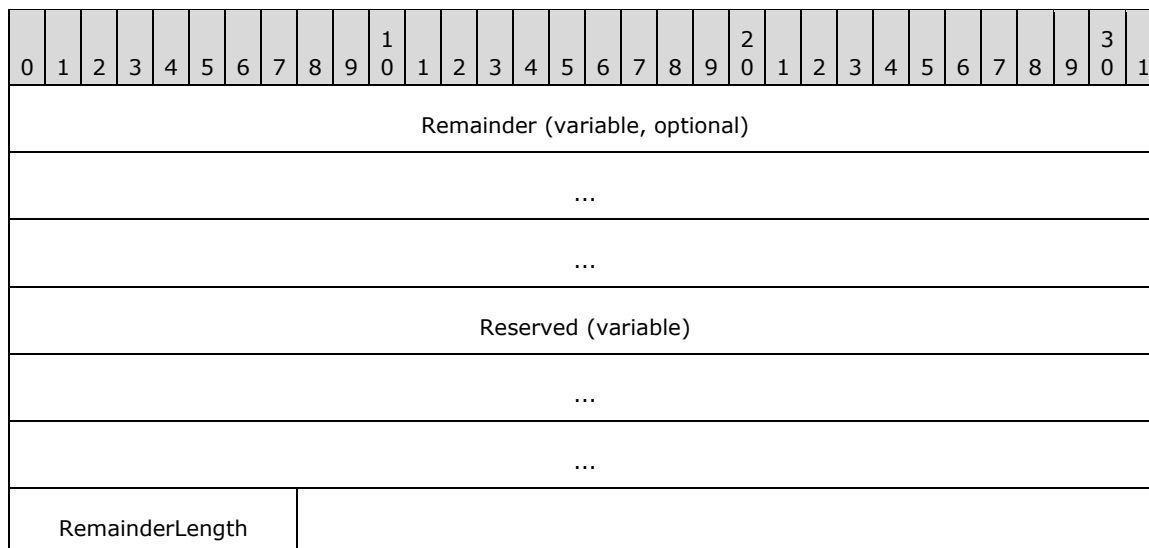 1 2 3
0 1 2 3 4 5 6 7 8 9 0 1 2 3 4 5 6 7 8 9 0 1 2 3 4 5 6 7 8 9 0 1
Remainder (variable, optional)
...
...
Reserved (variable)
...
...
RemainderLength